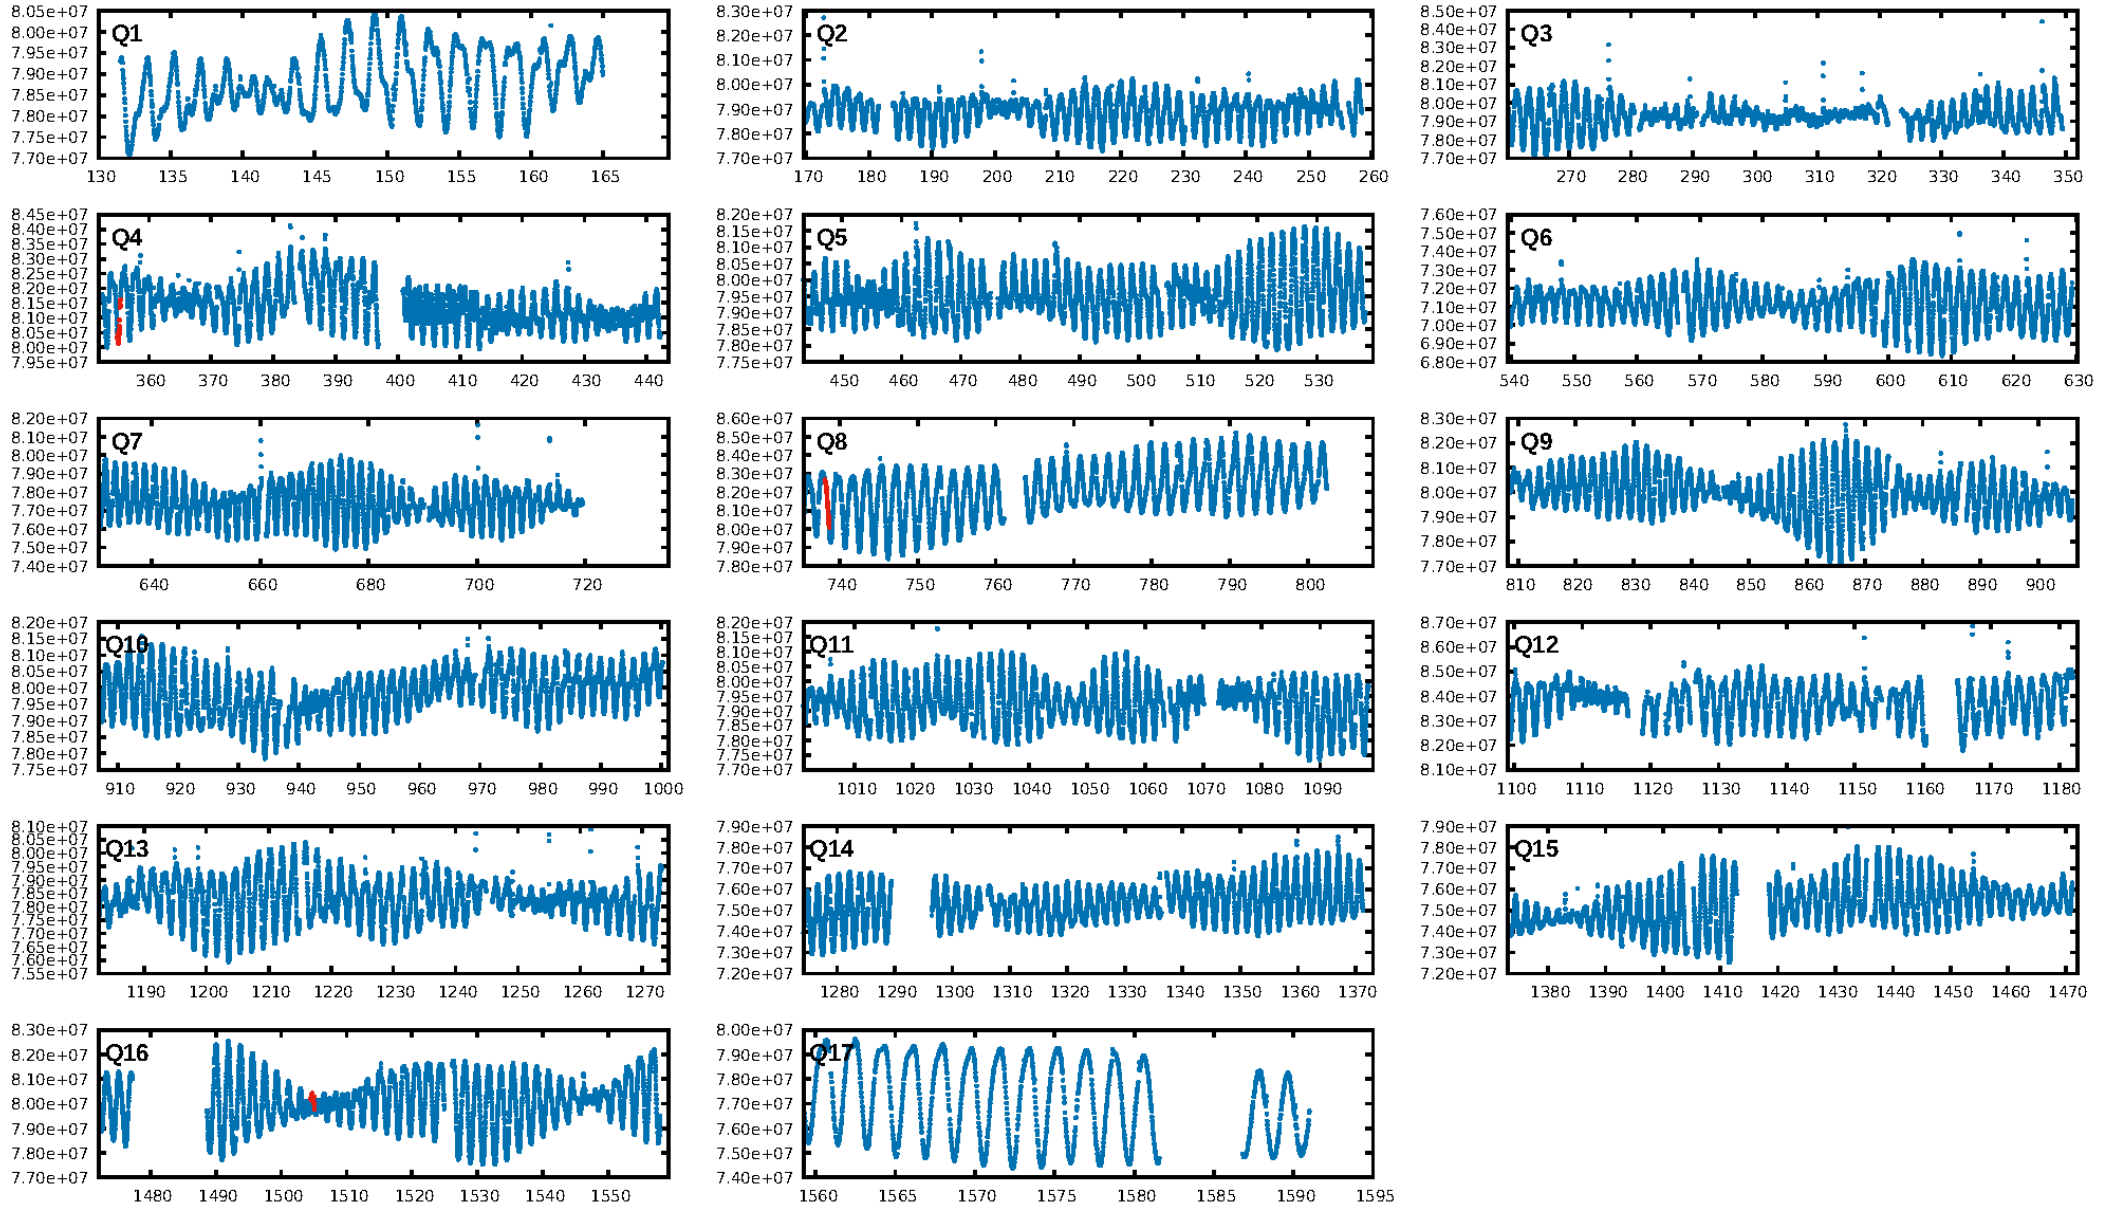 8.05e+07
8.00e+07
7.95e+07
7.90e+07
7.85e+07
7.80e+07
7.75e+07
7.70e+07
Q1
130 135 140 145 150 155 160 165
8.30e+07
8.20e+07
8.10e+07
8.00e+07
7.90e+07
7.80e+07
7.70e+07
Q2
170 180 190 200 210 220 230 240 250 260
8.50e+07
8.40e+07
8.30e+07
8.20e+07
8.10e+07
8.00e+07
7.90e+07
7.80e+07
7.70e+07
Q3
270 280 290 300 310 320 330 340 350
8.45e+07
8.40e+07
8.35e+07
8.30e+07
8.25e+07
8.20e+07
8.15e+07
8.10e+07
8.05e+07
8.00e+07
7.95e+07
Q4
360 370 380 390 400 410 420 430 440
8.20e+07
8.15e+07
8.10e+07
8.05e+07
8.00e+07
7.95e+07
7.90e+07
7.85e+07
7.80e+07
7.75e+07
Q5
450 460 470 480 490 500 510 520 530
7.60e+07
7.50e+07
7.40e+07
7.30e+07
7.20e+07
7.10e+07
7.00e+07
6.90e+07
6.80e+07
Q6
540 550 560 570 580 590 600 610 620 630
8.20e+07
8.10e+07
8.00e+07
7.90e+07
7.80e+07
7.70e+07
7.60e+07
7.50e+07
7.40e+07
Q7
640 660 680 700 720
8.60e+07
8.50e+07
8.40e+07
8.30e+07
8.20e+07
8.10e+07
8.00e+07
7.90e+07
7.80e+07
Q8
740 750 760 770 780 790 800
8.30e+07
8.20e+07
8.10e+07
8.00e+07
7.90e+07
7.80e+07
7.70e+07
Q9
810 820 830 840 850 860 870 880 890 900
8.20e+07
8.15e+07
8.10e+07
8.05e+07
8.00e+07
7.95e+07
7.90e+07
7.85e+07
7.80e+07
7.75e+07
Q10
910 920 930 940 950 960 970 980 990 1000
8.20e+07
8.15e+07
8.10e+07
8.05e+07
8.00e+07
7.95e+07
7.90e+07
7.85e+07
7.80e+07
7.75e+07
7.70e+07
Q11
1010 1020 1030 1040 1050 1060 1070 1080 1090
8.70e+07
8.60e+07
8.50e+07
8.40e+07
8.30e+07
8.20e+07
8.10e+07
Q12
1100 1110 1120 1130 1140 1150 1160 1170 1180
8.10e+07
8.05e+07
8.00e+07
7.95e+07
7.90e+07
7.85e+07
7.80e+07
7.75e+07
7.70e+07
7.65e+07
7.60e+07
7.55e+07
Q13
1190 1200 1210 1220 1230 1240 1250 1260 1270
7.90e+07
7.80e+07
7.70e+07
7.60e+07
7.50e+07
7.40e+07
7.30e+07
7.20e+07
Q14
1280 1290 1300 1310 1320 1330 1340 1350 1360 1370
7.90e+07
7.80e+07
7.70e+07
7.60e+07
7.50e+07
7.40e+07
7.30e+07
7.20e+07
Q15
1380 1390 1400 1410 1420 1430 1440 1450 1460 1470
8.30e+07
8.20e+07
8.10e+07
8.00e+07
7.90e+07
7.80e+07
7.70e+07
Q16
1480 1490 1500 1510 1520 1530 1540 1550
8.00e+07
7.90e+07
7.80e+07
7.70e+07
7.60e+07
7.50e+07
7.40e+07
Q17
1560 1565 1570 1575 1580 1585 1590 1595